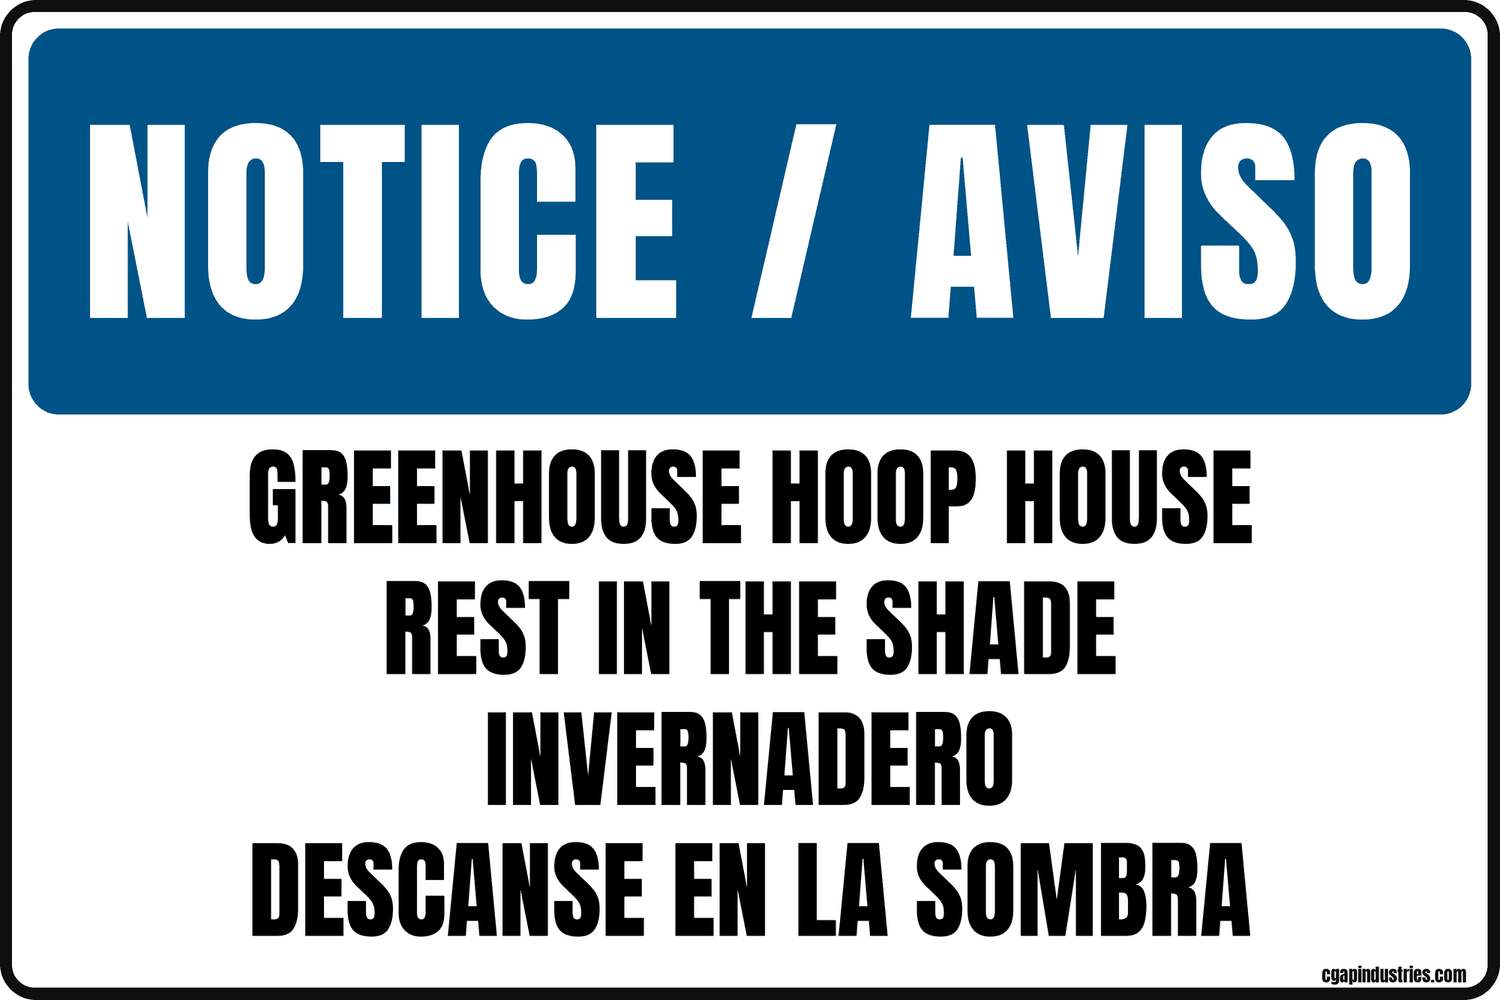 NOTICE / AVISO
GREENHOUSE HOOP HOUSE
REST IN THE SHADE
INVERNADERO
DESCANSE EN LA SOMBRA
cgapindustries.com